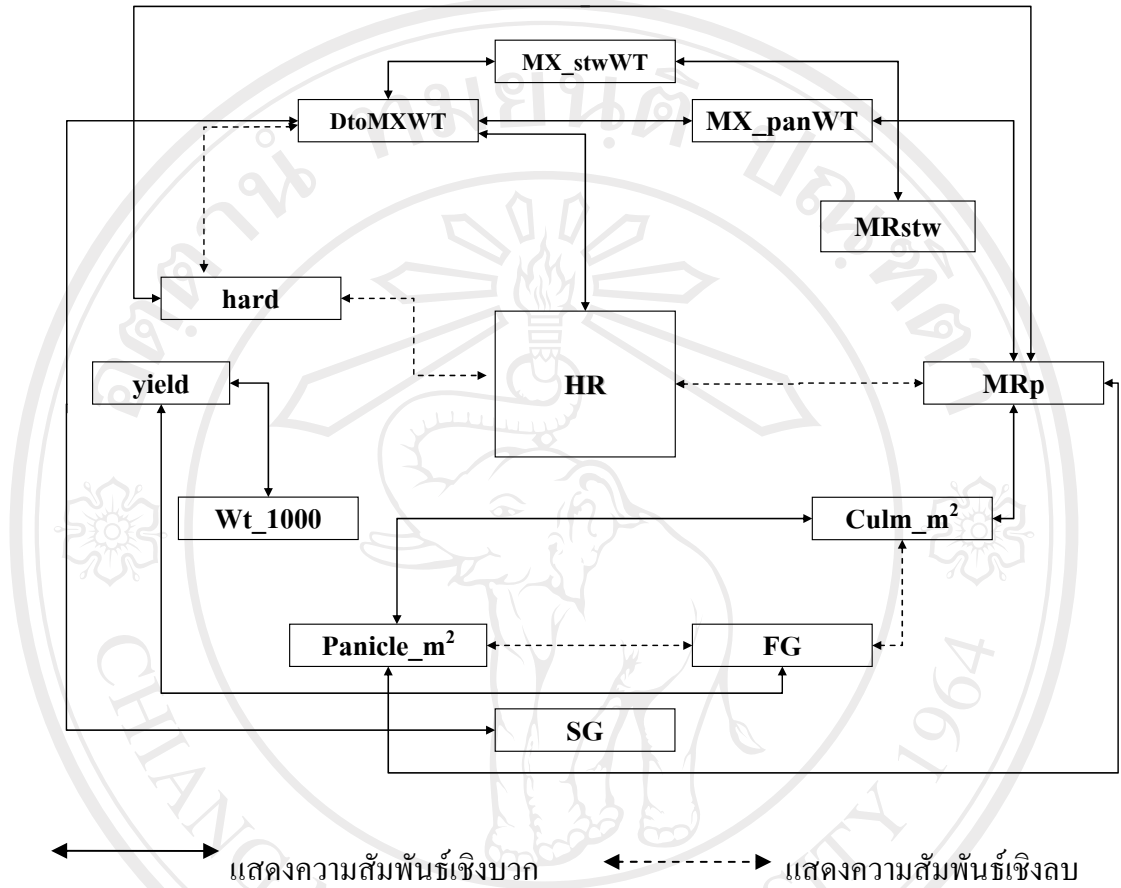 MX_stwWT
DtoMXWT
MX_panWT
MRstw
hard
HR
yield
MRp
Wt_1000
Culm_m²
Panicle_m²
FG
SG
แสดงความสัมพันธ์เชิงบวก
แสดงความสัมพันธ์เชิงลบ